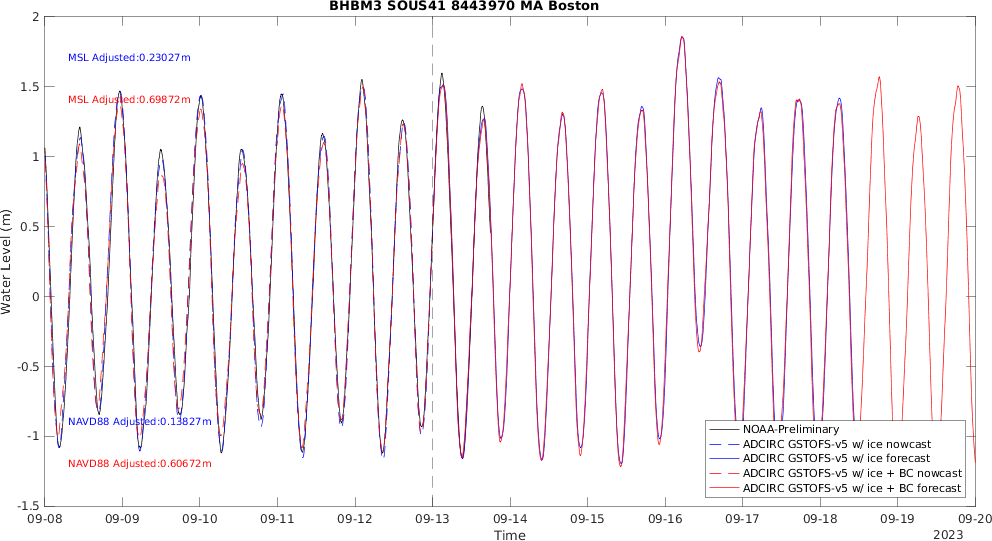 BHBM3 SOUS41 8443970 MA Boston
2
MSL Adjusted:0.23027m
1.5
MSL Adjusted:0.69872m
1
0.5
Water Level (m)
0
-0.5
NAVD88 Adjusted:0.13827m
NOAA-Preliminary
-1
ADCIRC GSTOFS-v5 w/ ice nowcast
ADCIRC GSTOFS-v5 w/ ice forecast
NAVD88 Adjusted:0.60672m
ADCIRC GSTOFS-v5 w/ ice + BC nowcast
ADCIRC GSTOFS-v5 w/ ice + BC forecast
-1.5
09-08 09-09 09-10 09-11 09-12 09-13 09-14 09-15 09-16 09-17 09-18 09-19 09-20
Time
2023